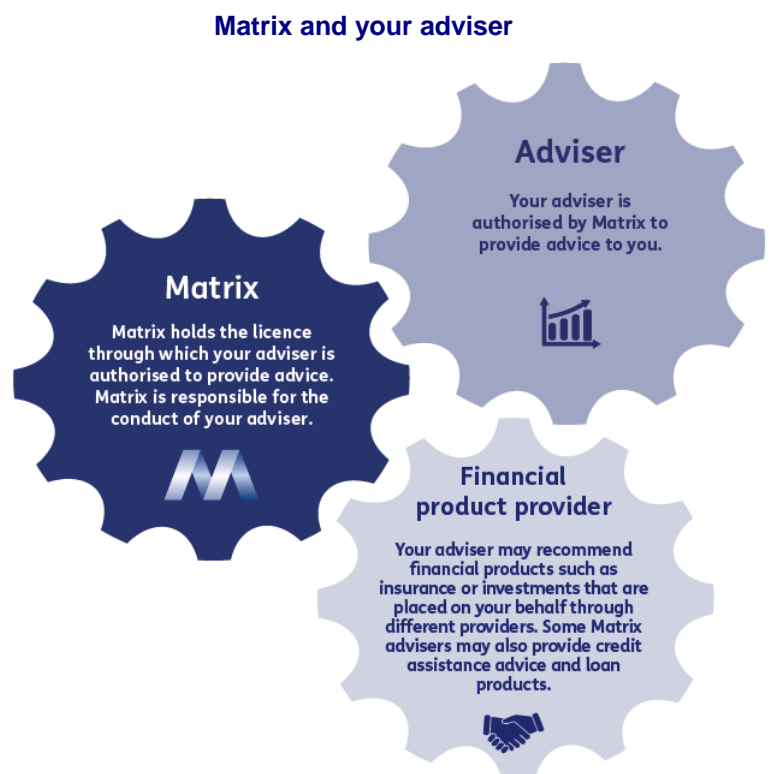 Matrix and your adviser
Adviser
Your adviser is
authorised by Matrix to
provide advice to you.
Matrix
Matrix holds the licence
through which your adviser is
authorised to provide advice.
Matrix is responsible for the
conduct of your adviser.
Financial
product provider
Your adviser may recommend
financial products such as
insurance or investments that are
placed on your behalf through
different providers. Some Matrix
advisers may also provide credit
assistance advice and loan
products.